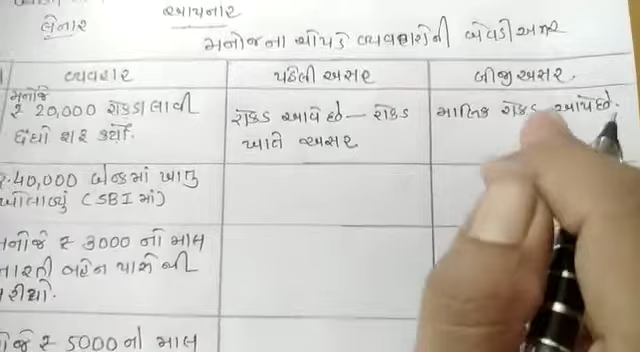 લેનાર આપનાર
મનોજના ચોપડે વ્યવહારોની બેવડી અસર
વ્યવહાર પહેલી અસર બીજી અસર.
મનોજે
₹ 20,000 રોકડા લાવી
ધંધો શરૂ કર્યો.
રોકડ આવે છે — રોકડ
ખાતે અસર
માલિક રોકડ આપે છે.
₹.40,000 બેન્કમાં ખાતુ
ખોલાવ્યું (SBI માં)
મનોજે ₹ 3000 નો માલ
ભારતી બહેન પાસેથી
ખરીદ્યો.
મનોજે ₹ 5000 નો માલ